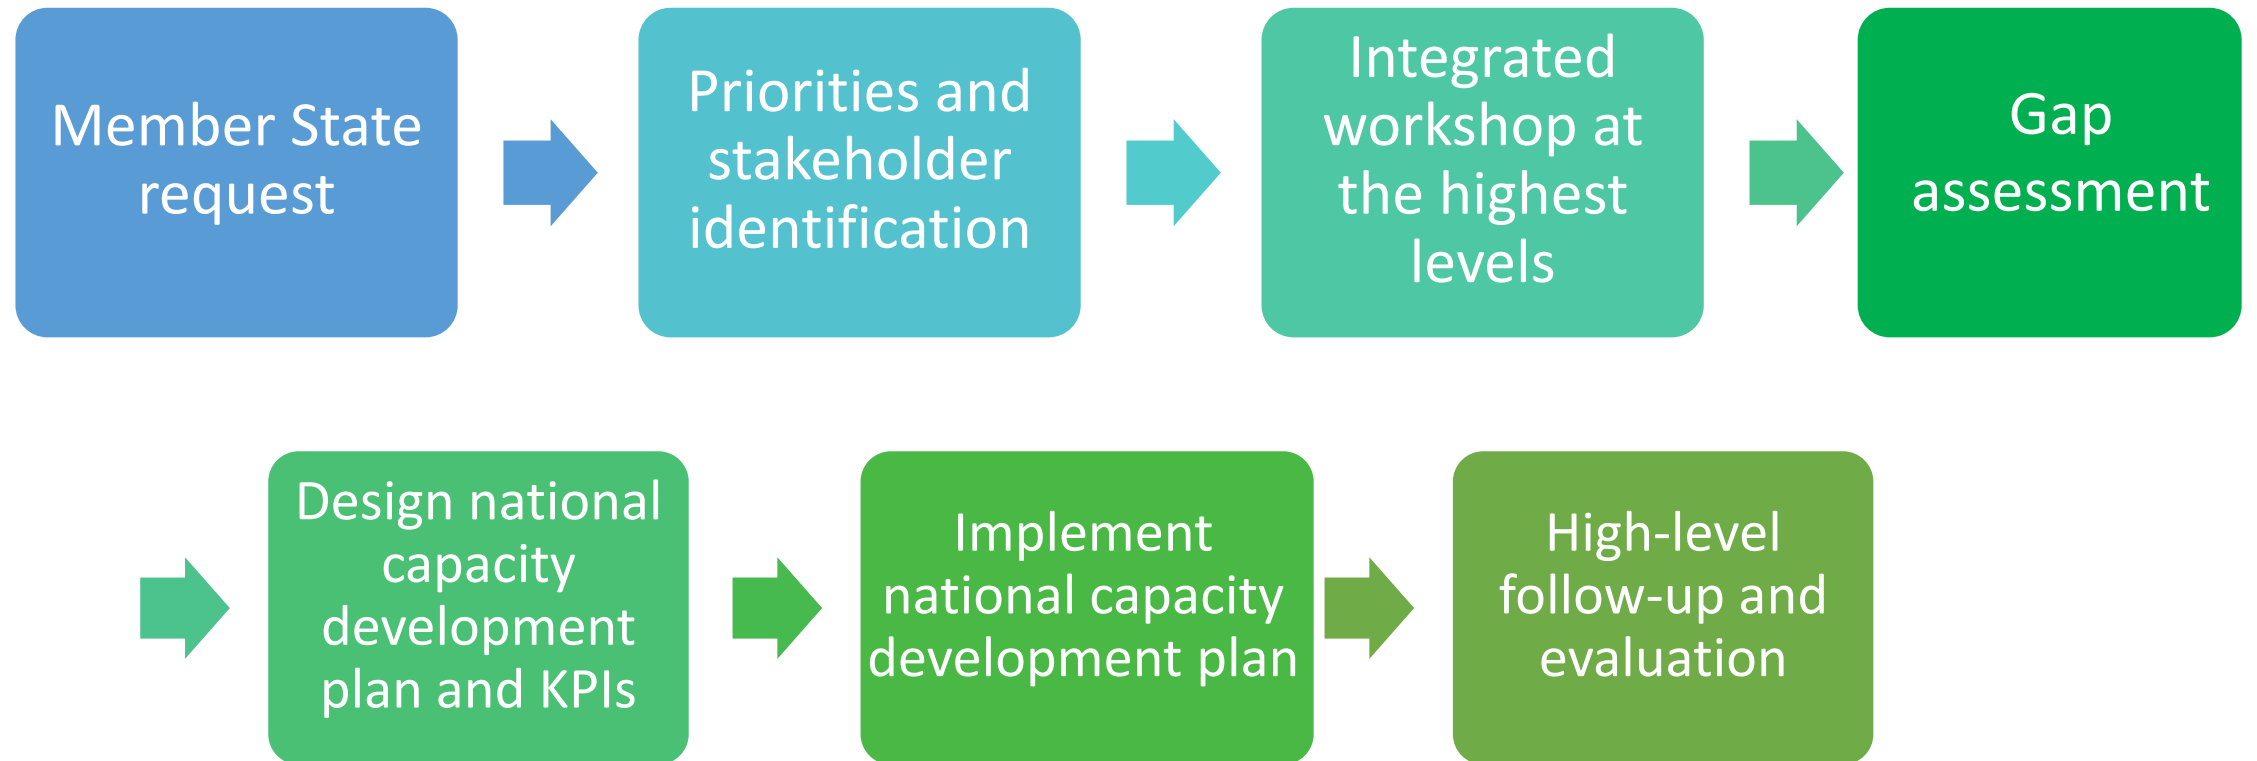 Member State
request
Priorities and
stakeholder
identification
Integrated
workshop at
the highest
levels
Gap
assessment
Design national
capacity
development
plan and KPIs
Implement
national capacity
development plan
High-level
follow-up and
evaluation